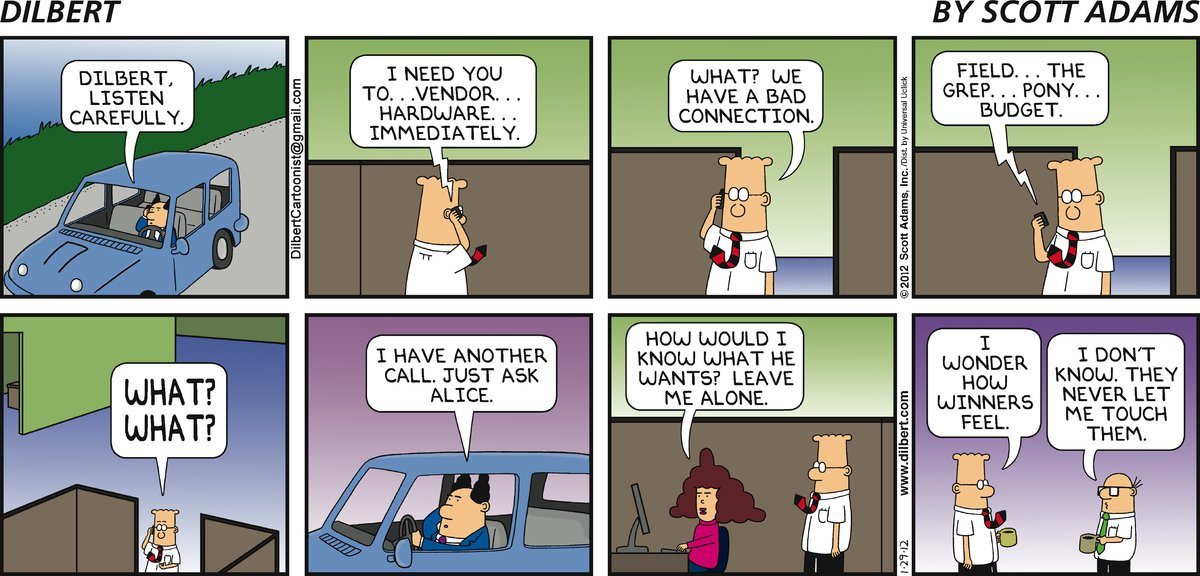 DILBERT
BY SCOTT ADAMS
DILBERT,
LISTEN
CAREFULLY.
DilbertCartoonist@gmail.com
I NEED YOU
TO...VENDOR...
HARDWARE...
IMMEDIATELY.
WHAT? WE
HAVE A BAD
CONNECTION.
©2012 Scott Adams, Inc./Dist. by Universal Uclick
FIELD...THE
GREP...PONY...
BUDGET.
WHAT?
WHAT?
I HAVE ANOTHER
CALL. JUST ASK
ALICE.
HOW WOULD I
KNOW WHAT HE
WANTS? LEAVE
ME ALONE.
www.dilbert.com
1-29-12
I
WONDER
HOW
WINNERS
FEEL.
I DON'T
KNOW. THEY
NEVER LET
ME TOUCH
THEM.